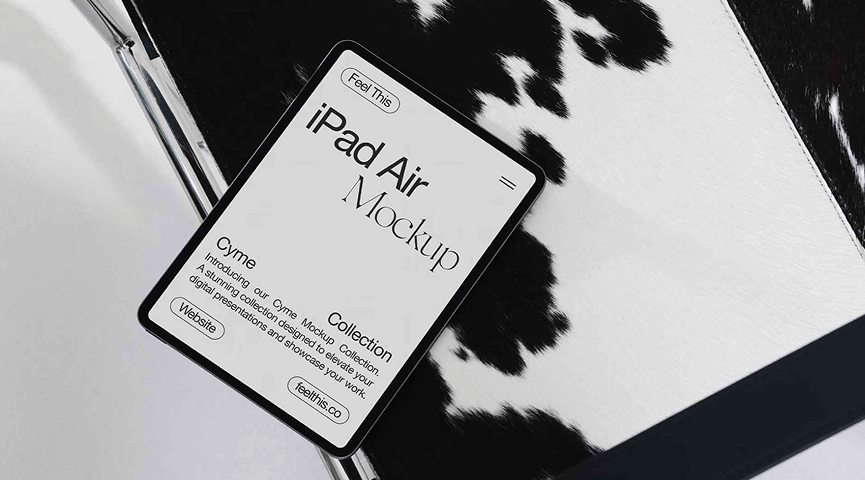 Feel This
iPad Air
Mockup
Cyme
Collection
Introducing our Cyme Mockup Collection.
A stunning collection designed to elevate your
digital presentations and showcase your work.
Website
feelthis.co